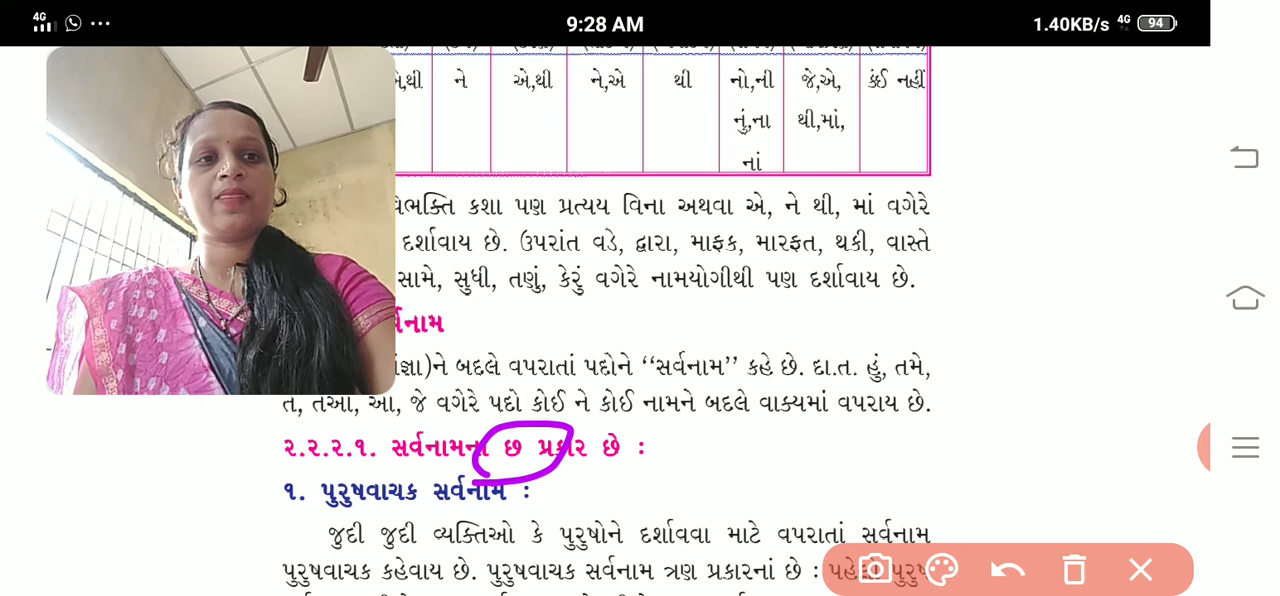 4G 9:28 AM 1.40KB/s 4G 94
ને એ,થી ને,એ થી નો,ની જે,એ, કંઈ નહીં
નું,ના થી,માં,
નાં
કશા પણ પ્રત્યય વિના અથવા એ, ને થી, માં વગેરે
દર્શાવાય છે. ઉપરાંત વડે, દ્વારા, માફક, મારફત, થકી, વાસ્તે
સામે, સુધી, તણું, કેરું વગેરે નામયોગીથી પણ દર્શાવાય છે.
ને બદલે વપરાતાં પદોને “સર્વનામ” કહે છે. દા.ત. હું, તમે,
તે, તેઓ, આ, જે વગેરે પદો કોઈ ને કોઈ નામને બદલે વાક્યમાં વપરાય છે.
૨.૨.૨.૧. સર્વનામના છ પ્રકાર છે :
૧. પુરુષવાચક સર્વનામ :
જુદી જુદી વ્યક્તિઓ કે પુરુષોને દર્શાવવા માટે વપરાતાં સર્વનામ
પુરુષવાચક કહેવાય છે. પુરુષવાચક સર્વનામ ત્રણ પ્રકારનાં છે : પહેલો પુરુષ